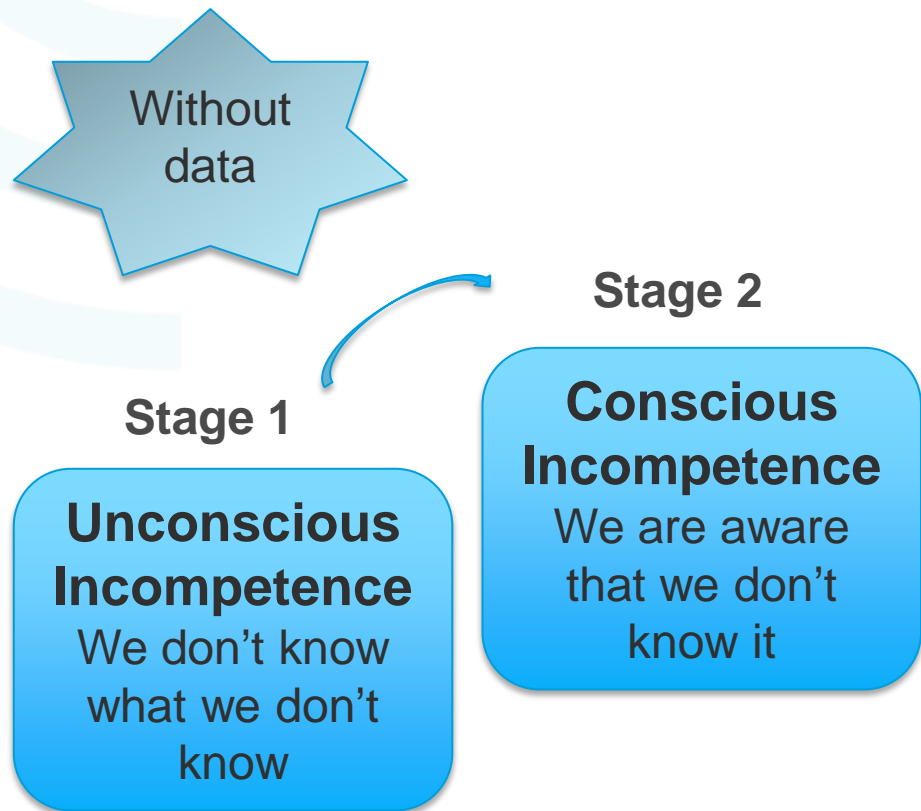 Without
data
Stage 2
Stage 1
Conscious
Incompetence
We are aware
that we don’t
know it
Unconscious
Incompetence
We don’t know
what we don’t
know